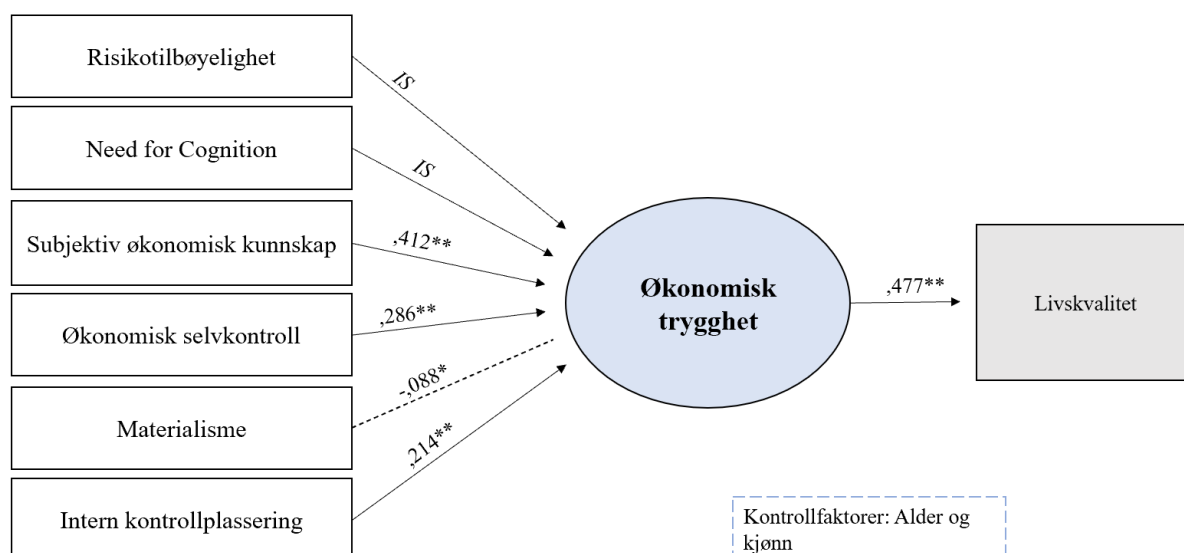 Risikotilbøyelighet
IS
Need for Cognition
IS
Subjektiv økonomisk kunnskap
,412**
Økonomisk selvkontroll
,286**
Materialisme
-,088*
Intern kontrollplassering
,214**
Økonomisk
trygghet
,477**
Livskvalitet
Kontrollfaktorer: Alder og
kjønn